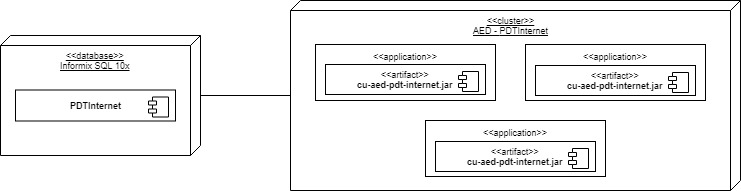 <<database>>
Informix SQL 10x
PDTInternet
<<cluster>>
AED - PDTInternet
<<application>>
<<artifact>>
cu-aed-pdt-internet.jar
<<application>>
<<artifact>>
cu-aed-pdt-internet.jar
<<application>>
<<artifact>>
cu-aed-pdt-internet.jar